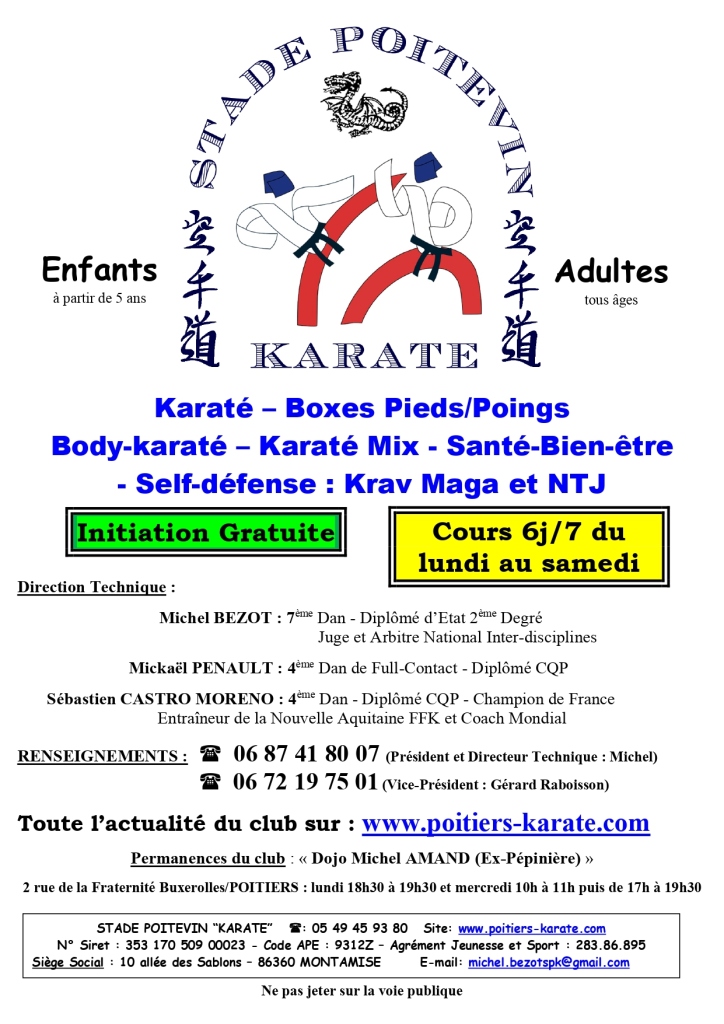 STADE POITEVIN
空手道
空手道
Enfants
à partir de 5 ans
Adultes
tous âges
KARATE
Karaté – Boxes Pieds/Poings
Body-karaté – Karaté Mix - Santé-Bien-être
- Self-défense : Krav Maga et NTJ
Initiation Gratuite
Cours 6j/7 du
lundi au samedi
Direction Technique :
Michel BEZOT : 7ème Dan - Diplômé d’Etat 2ème Degré
Juge et Arbitre National Inter-disciplines
Mickaël PENAULT : 4ème Dan de Full-Contact - Diplômé CQP
Sébastien CASTRO MORENO : 4ème Dan - Diplômé CQP - Champion de France
Entraîneur de la Nouvelle Aquitaine FFK et Coach Mondial
RENSEIGNEMENTS : ☎ 06 87 41 80 07 (Président et Directeur Technique : Michel)
☎ 06 72 19 75 01 (Vice-Président : Gérard Raboisson)
Toute l’actualité du club sur : www.poitiers-karate.com
Permanences du club : « Dojo Michel AMAND (Ex-Pépinière) »
2 rue de la Fraternité Buxerolles/POITIERS : lundi 18h30 à 19h30 et mercredi 10h à 11h puis de 17h à 19h30
STADE POITEVIN “KARATE” ☎: 05 49 45 93 80 Site: www.poitiers-karate.com
N° Siret : 353 170 509 00023 - Code APE : 9312Z – Agrément Jeunesse et Sport : 283.86.895
Siège Social : 10 allée des Sablons – 86360 MONTAMISE E-mail: michel.bezotspk@gmail.com
Ne pas jeter sur la voie publique